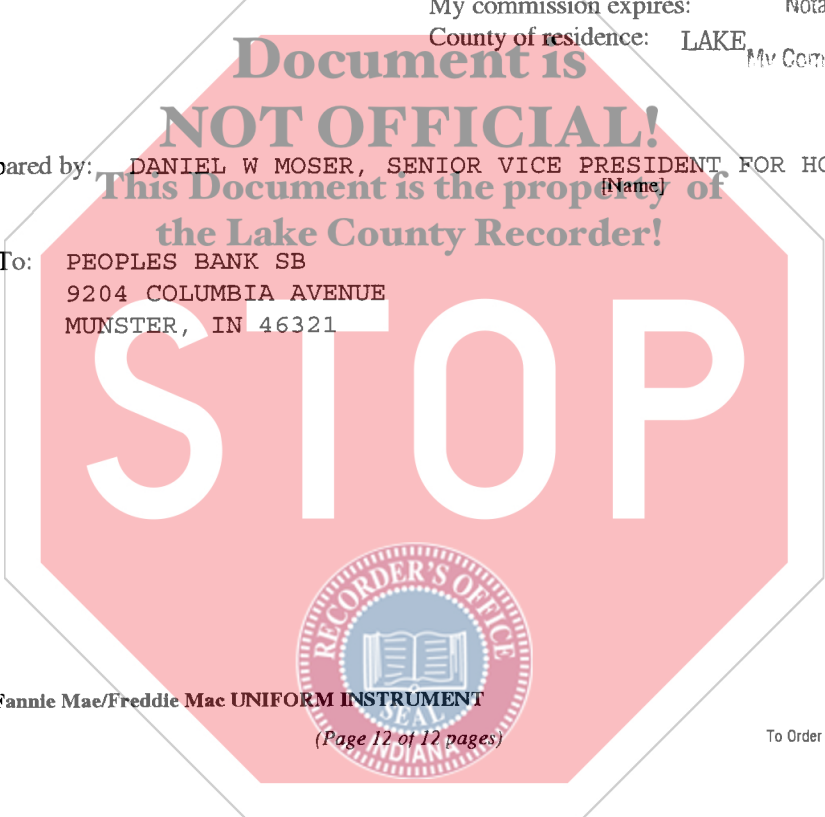 My commission expires:
County of residence: LAKE
Document is
NOT OFFICIAL!
pared by: DANIEL W MOSER, SENIOR VICE PRESIDENT FOR HO
[Name]
This Document is the property of
the Lake County Recorder!
To: PEOPLES BANK SB
9204 COLUMBIA AVENUE
MUNSTER, IN 46321
STOP
RECORDER'S OFFICE
SEAL
INDIANA
Fannie Mae/Freddie Mac UNIFORM INSTRUMENT
(Page 12 of 12 pages)
To Order